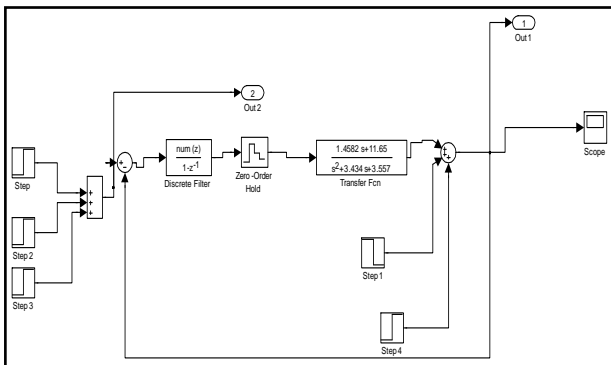 1
Out 1
2
Out 2
Step
+
+
+
+
-
num (z)
1-z-1
Discrete Filter
Zero -Order
Hold
1.4582 s+11.65
s2+3.434 s+3.557
Transfer Fcn
+
+
+
Scope
Step 2
Step 3
Step 1
Step 4